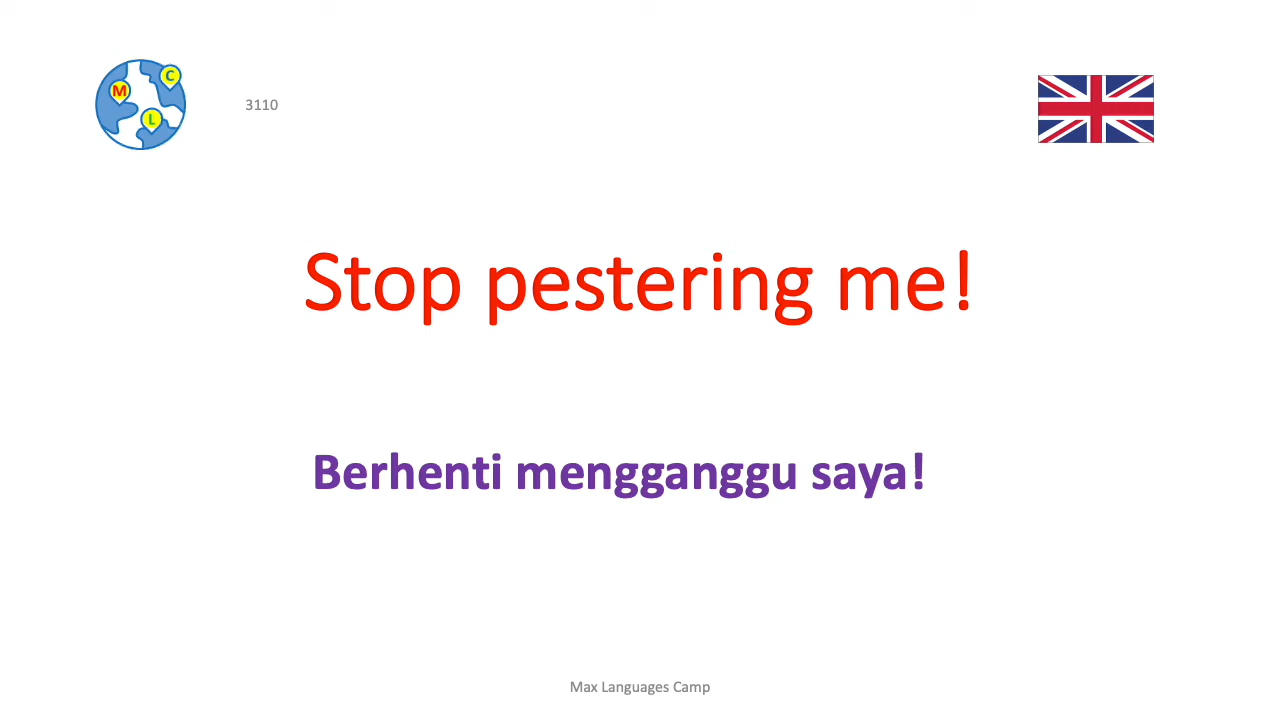 C
M
L
3110
Stop pestering me!
Berhenti mengganggu saya!
Max Languages Camp